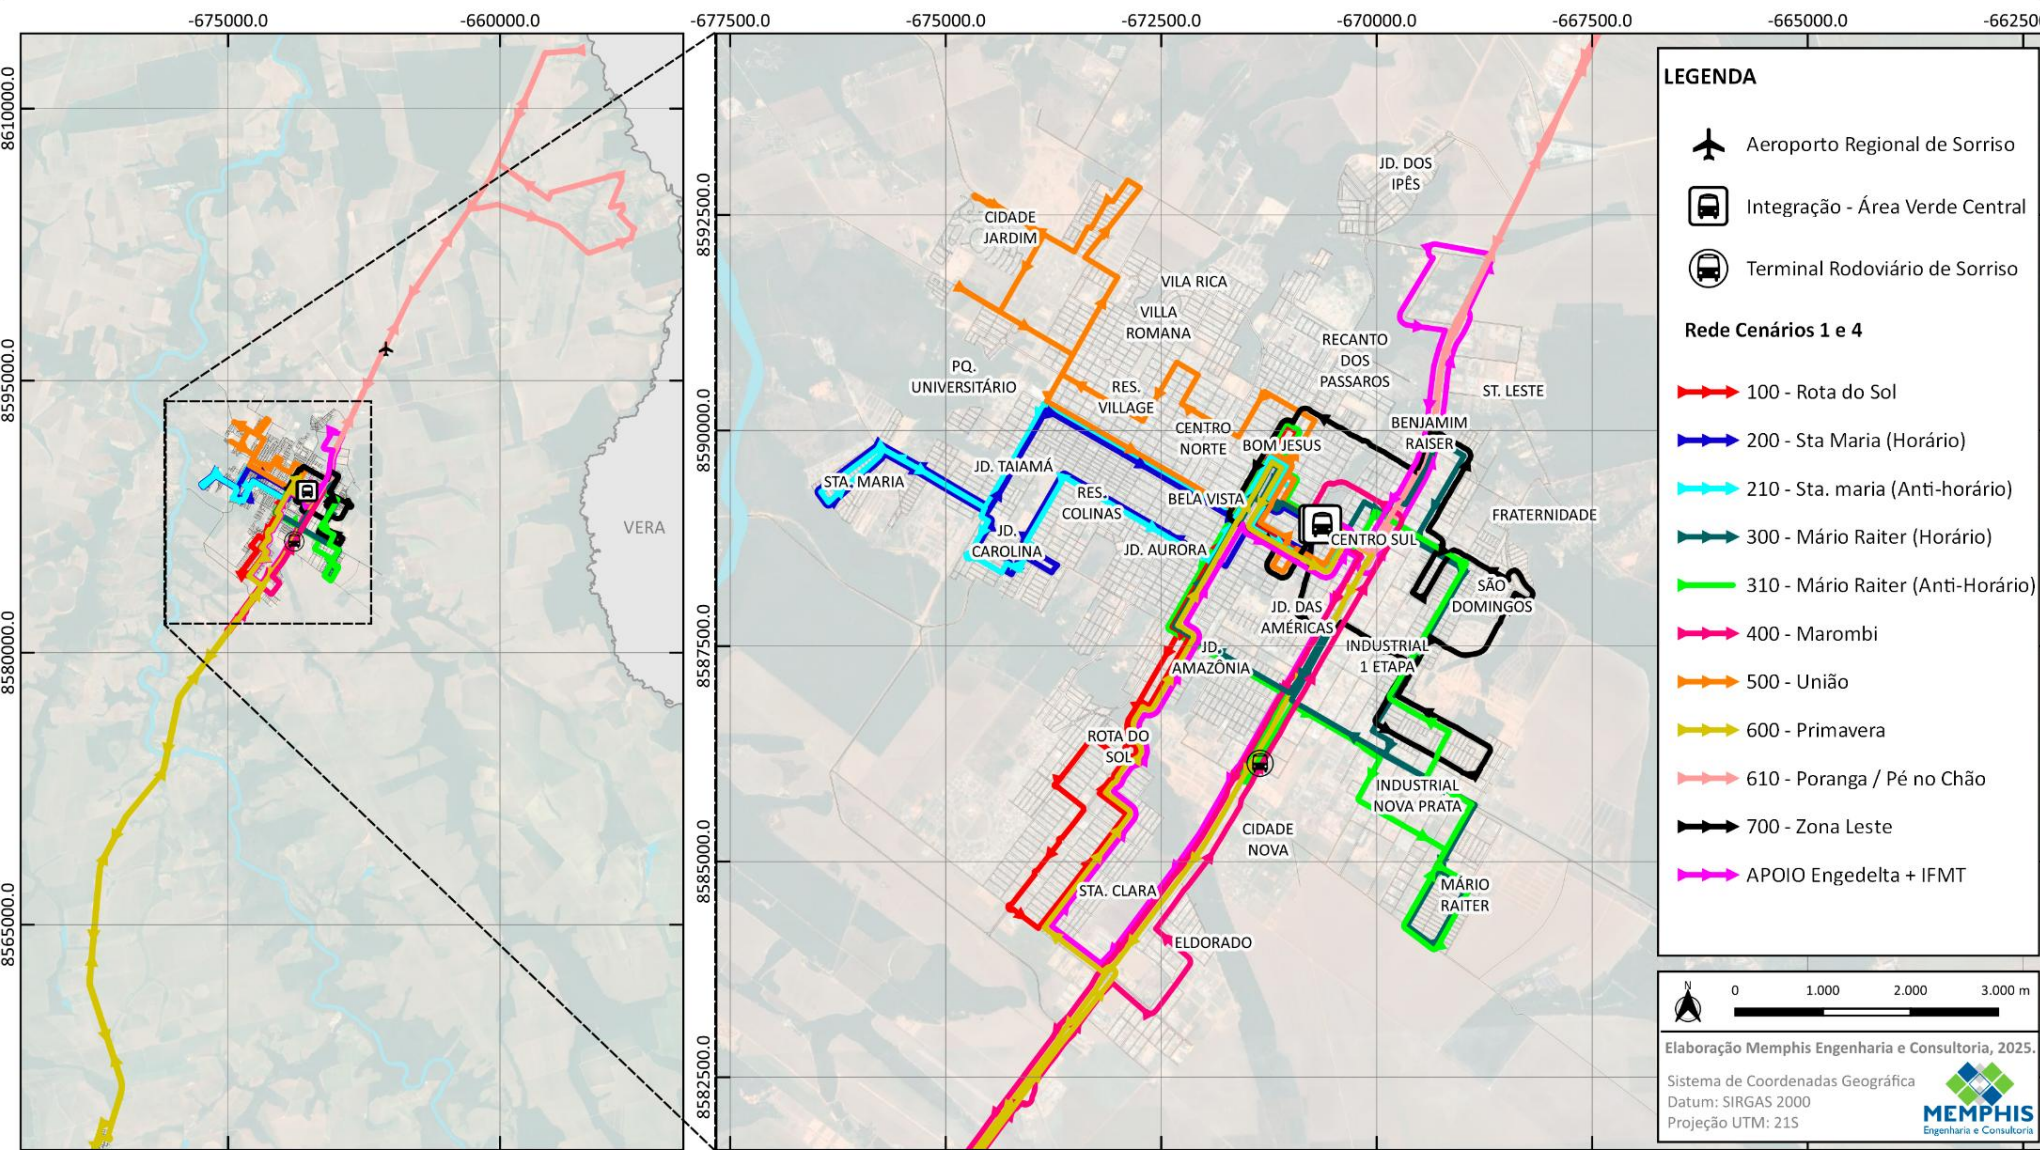 -675000.0
-660000.0
-677500.0
-675000.0
-672500.0
-670000.0
-667500.0
-665000.0
-66250
8610000.0
8595000.0
8580000.0
8565000.0
8592500.0
8590000.0
8587500.0
8585000.0
8582500.0
VERA
JD. DOS
IPÊS
CIDADE
JARDIM
VILA RICA
VILLA
ROMANA
RECANTO
DOS
PASSAROS
PQ.
UNIVERSITÁRIO
RES.
VILLAGE
ST. LESTE
CENTRO
NORTE
BOM JESUS
BENJAMIM
RAISER
JD. TAIAMÁ
STA. MARIA
RES.
COLINAS
BELA VISTA
FRATERNIDADE
JD.
CAROLINA
JD. AURORA
CENTRO SUL
SÃO
DOMINGOS
JD. DAS
AMÉRICAS
JD.
AMAZÔNIA
INDUSTRIAL
1 ETAPA
ROTA DO
SOL
INDUSTRIAL
NOVA PRATA
CIDADE
NOVA
STA. CLARA
MÁRIO
RAITER
ELDORADO
LEGENDA
Aeroporto Regional de Sorriso
Integração - Área Verde Central
Terminal Rodoviário de Sorriso
Rede Cenários 1 e 4
100 - Rota do Sol
200 - Sta Maria (Horário)
210 - Sta. maria (Anti-horário)
300 - Mário Raiter (Horário)
310 - Mário Raiter (Anti-Horário)
400 - Marombi
500 - União
600 - Primavera
610 - Poranga / Pé no Chão
700 - Zona Leste
APOIO Engedelta + IFMT
N
0 1.000 2.000 3.000 m
Elaboração Memphis Engenharia e Consultoria, 2025.
Sistema de Coordenadas Geográfica
Datum: SIRGAS 2000
Projeção UTM: 21S
MEMPHIS
Engenharia e Consultoria